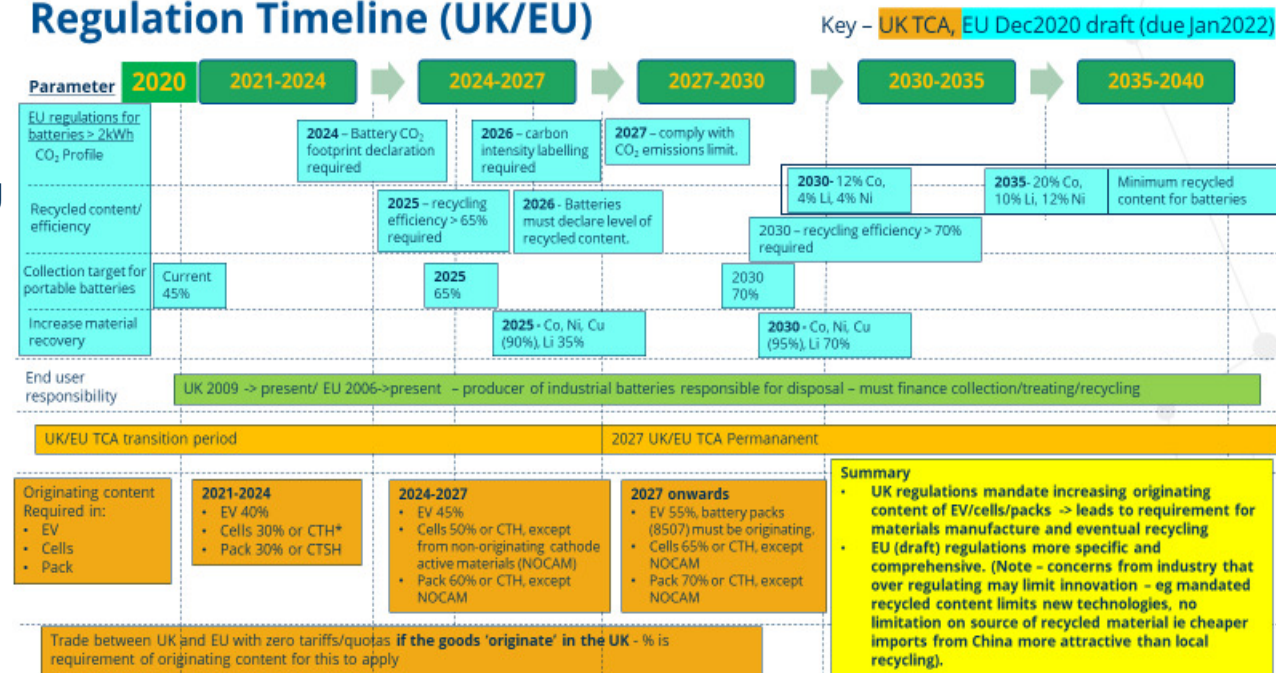 Regulation Timeline (UK/EU)
Key – UK TCA, EU Dec2020 draft (due Jan2022)
Parameter
2020
2021-2024
2024-2027
2027-2030
2030-2035
2035-2040
EU regulations for
batteries > 2kWh
CO₂ Profile
2024 – Battery CO₂
footprint declaration
required
2026 – carbon
intensity labelling
required
2027 – comply with
CO₂ emissions limit.
Recycled content/
efficiency
2025 – recycling
efficiency > 65%
required
2026 - Batteries
must declare level of
recycled content.
2030- 12% Co,
4% Li, 4% Ni
2035- 20% Co,
10% Li, 12% Ni
Minimum recycled
content for batteries
2030 – recycling efficiency > 70%
required
Collection target for
portable batteries
Current
45%
2025
65%
2030
70%
Increase material
recovery
2025 - Co, Ni, Cu
(90%), Li 35%
2030 - Co, Ni, Cu
(95%), Li 70%
End user
responsibility
UK 2009 -> present/ EU 2006->present – producer of industrial batteries responsible for disposal – must finance collection/treating/recycling
UK/EU TCA transition period
2027 UK/EU TCA Permananent
Originating content
Required in:
• EV
• Cells
• Pack
2021-2024
• EV 40%
• Cells 30% or CTH*
• Pack 30% or CTSH
2024-2027
• EV 45%
• Cells 50% or CTH, except
from non-originating cathode
active materials (NOCAM)
• Pack 60% or CTH, except
NOCAM
2027 onwards
• EV 55%, battery packs
(8507) must be originating.
• Cells 65% or CTH, except
NOCAM
• Pack 70% or CTH, except
NOCAM
Summary
• UK regulations mandate increasing originating
content of EV/cells/packs -> leads to requirement for
materials manufacture and eventual recycling
• EU (draft) regulations more specific and
comprehensive. (Note – concerns from industry that
over regulating may limit innovation – eg mandated
recycled content limits new technologies, no
limitation on source of recycled material ie cheaper
imports from China more attractive than local
recycling).
Trade between UK and EU with zero tariffs/quotas if the goods 'originate' in the UK - % is
requirement of originating content for this to apply